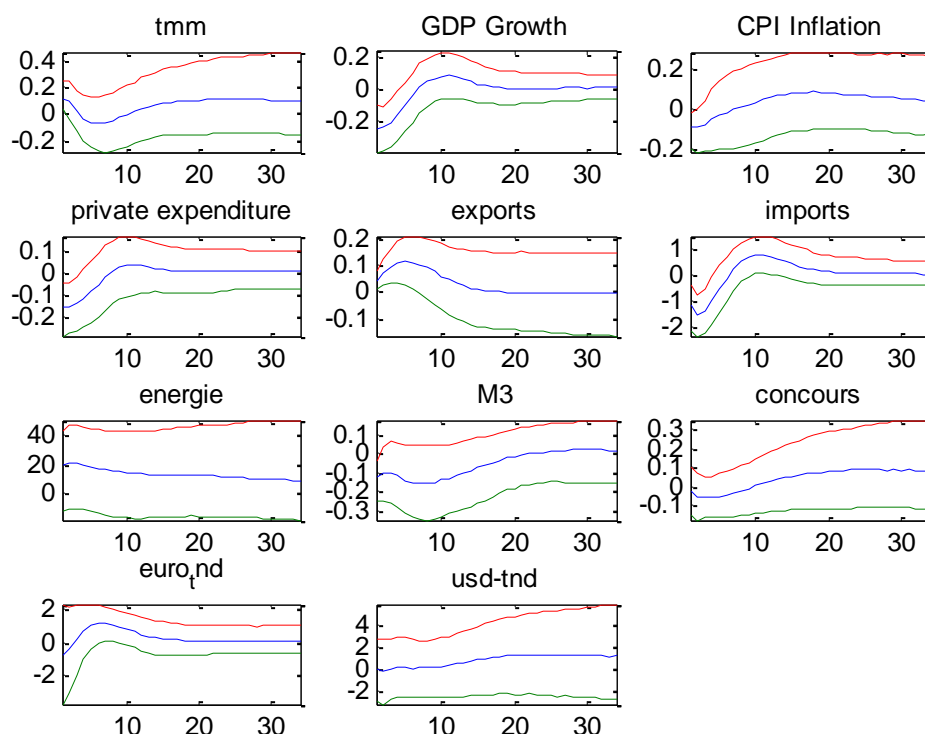 tmm GDP Growth CPI Inflation
0.4 0.2 0 -0.2
10 20 30
0.2 0 -0.2
10 20 30
0.2 0 -0.2
10 20 30
private expenditure exports imports
0.1 0 -0.1 -0.2
10 20 30
0.2 0.1 0 -0.1
10 20 30
1 0 -1 -2
10 20 30
energie M3 concours
40 20 0
10 20 30
0.1 0 -0.1 -0.2 -0.3
10 20 30
0.3 0.2 0.1 0 -0.1
10 20 30
euro_tnd usd-tnd
2 0 -2
10 20 30
4 2 0 -2
10 20 30